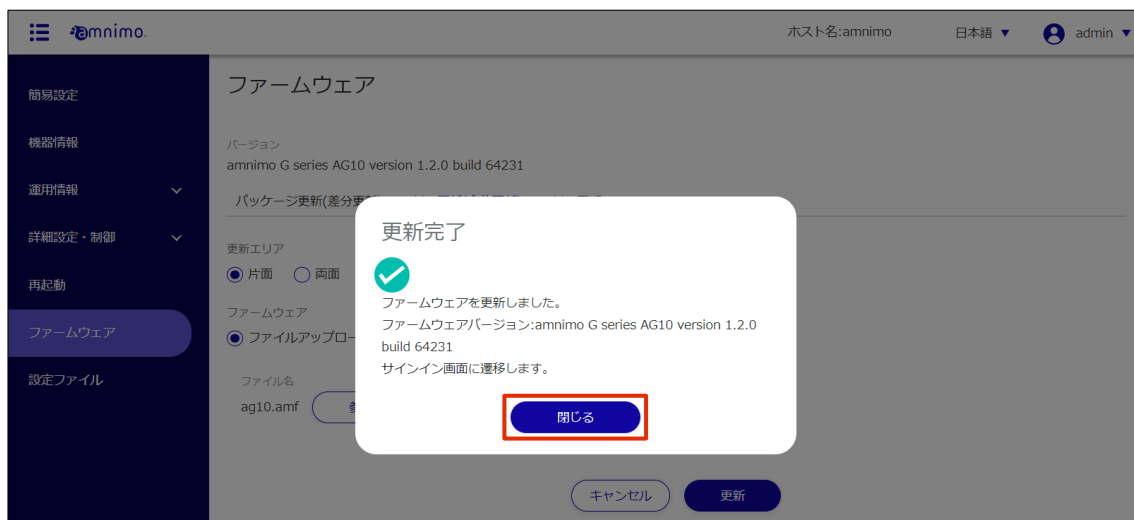 amnimo.
ホスト名:amnimo
日本語 ▼
admin ▼
簡易設定
機器情報
運用情報
詳細設定・制御
再起動
ファームウェア
設定ファイル
ファームウェア
バージョン
amnimo G series AG10 version 1.2.0 build 64231
パッケージ更新(差分更
更新エリア
片面 両面
ファームウェア
ファイルアップロー
ファイル名
ag10.amf
更新完了
ファームウェアを更新しました。
ファームウェアバージョン:amnimo G series AG10 version 1.2.0
build 64231
サインイン画面に遷移します。
閉じる
キャンセル
更新